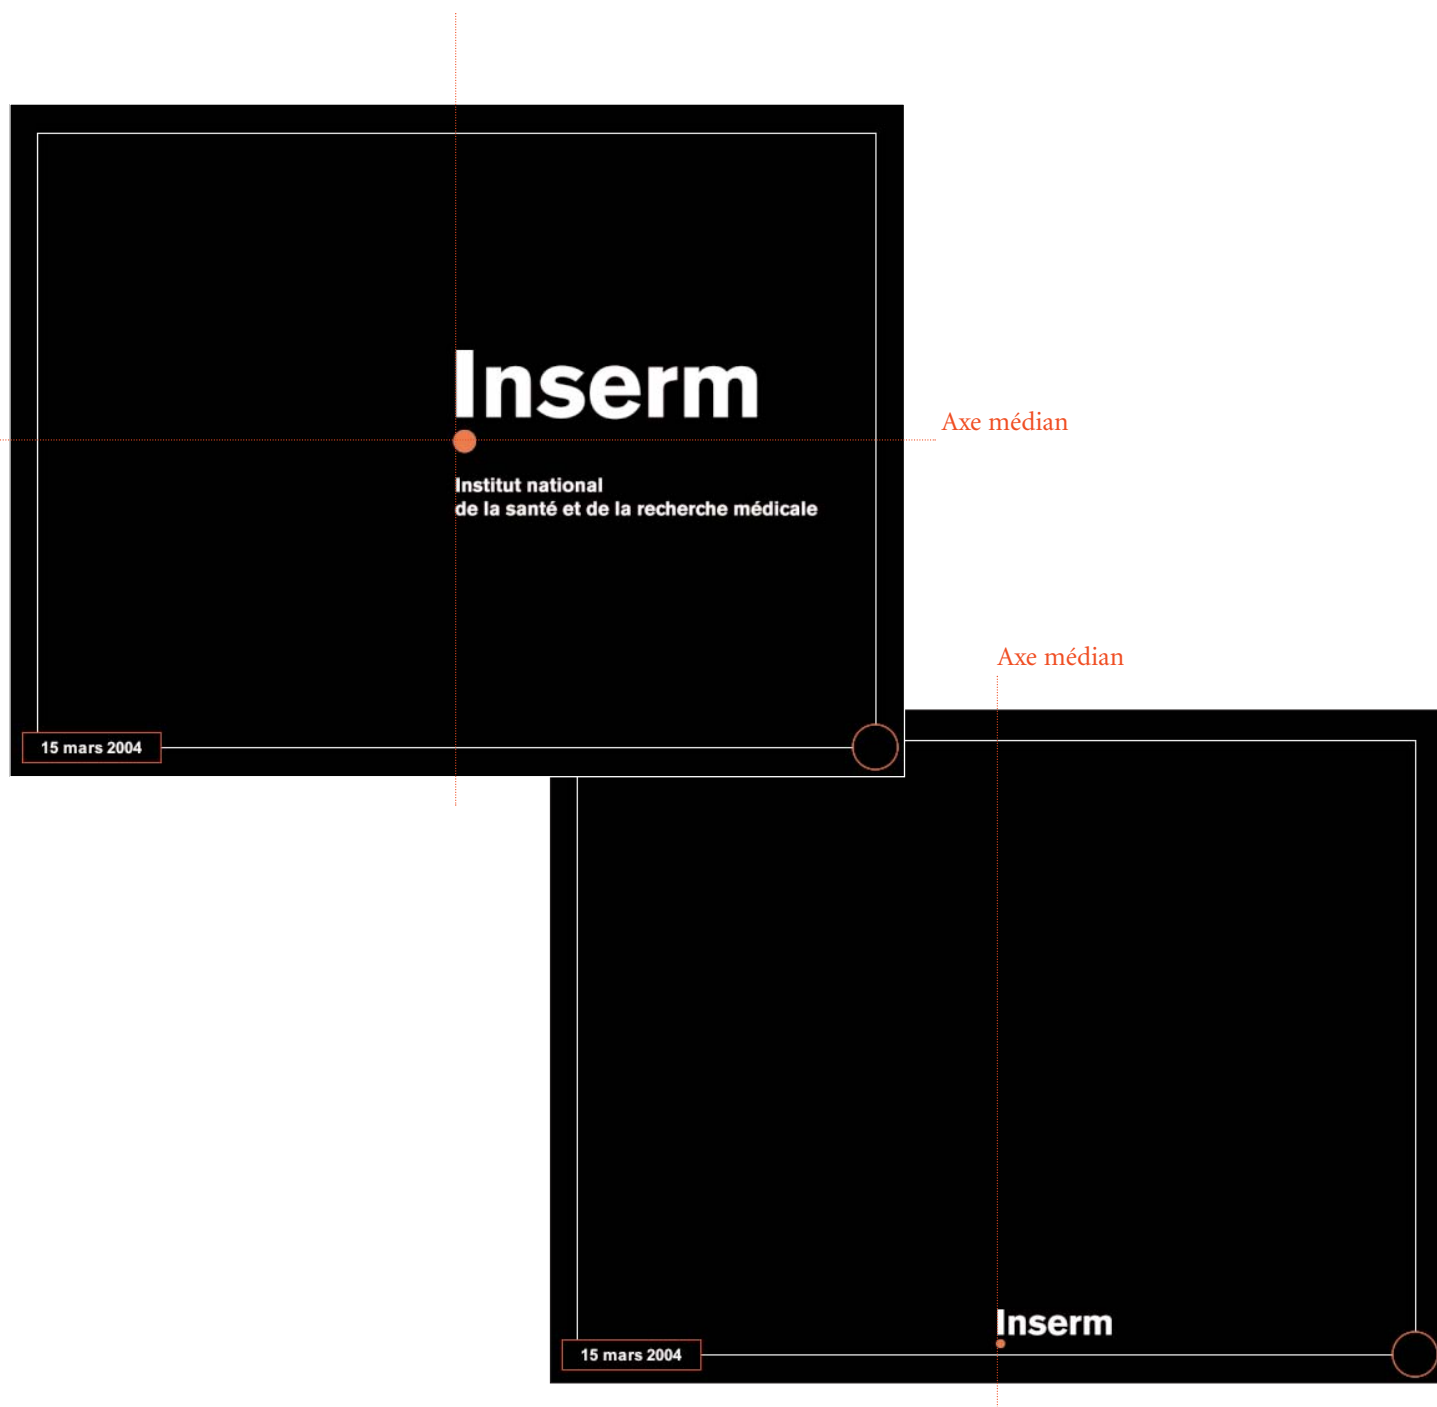 Inserm
Axe médian
Institut national
de la santé et de la recherche médicale
Axe médian
15 mars 2004
Inserm
15 mars 2004